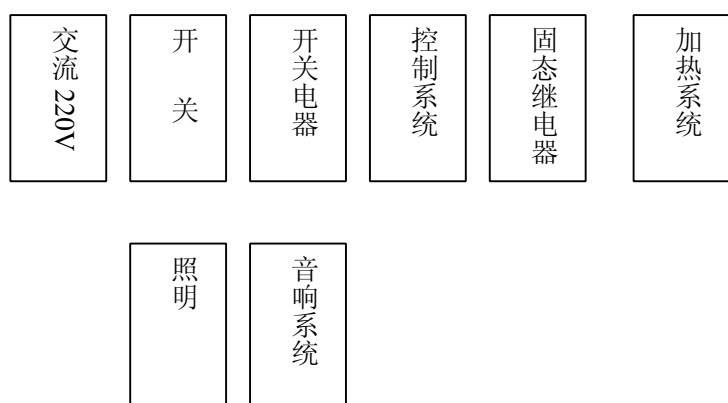 交流 220V
开 关
开关电器
控制系统
固态继电器
加热系统
照明
音响系统